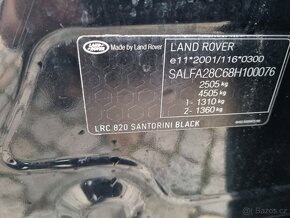 LAND ROVER
Made by Land Rover
LAND ROVER
e11*2001/116*0300
SALFA28C68H100076
2505 kg
4505 kg
1- 1310 kg
2- 1360 kg
LRC 820 SANTORINI BLACK
Bazoš.cz